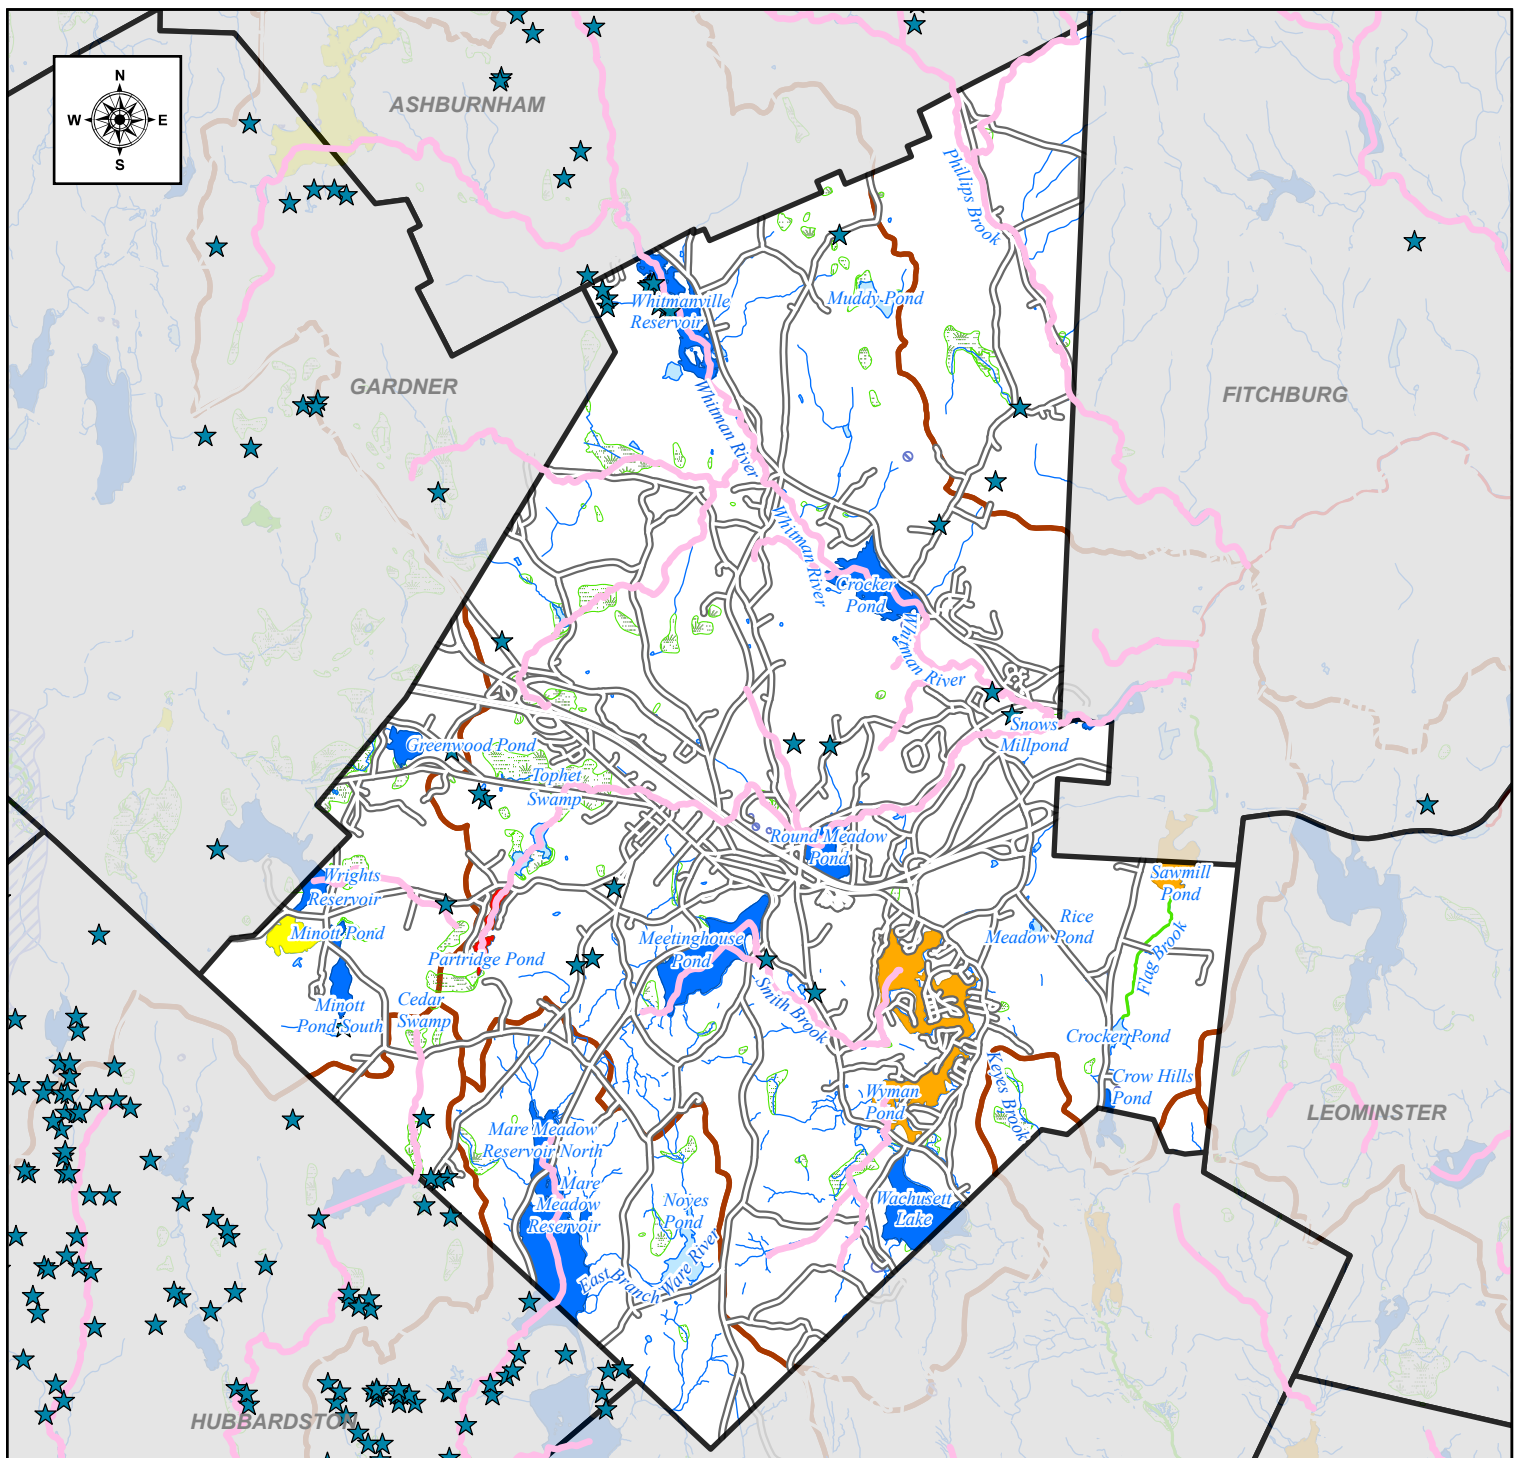 N
W E
S
ASHBURNHAM
Phillips Brook
Whitmanville
Reservoir
Muddy Pond
GARDNER
FITCHBURG
Whitman River
Whitman River
Crocker
Pond
Whitman River
Snows
Millpond
Greenwood Pond
Tophet
Swamp
Round Meadow
Pond
Wrights
Reservoir
Sawmill
Pond
Minott Pond
Meetinghouse
Pond
Rice
Meadow Pond
Flag Brook
Partridge Pond
Smith Brook
Minott
Pond South
Cedar
Swamp
Crocker Pond
Keyes Brook
Crow Hills
Pond
Wyman
Pond
LEOMINSTER
Mare Meadow
Reservoir North
Mare
Meadow
Reservoir
Noyes
Pond
Wachusett
Lake
East Branch Ware River
HUBBARDSTON